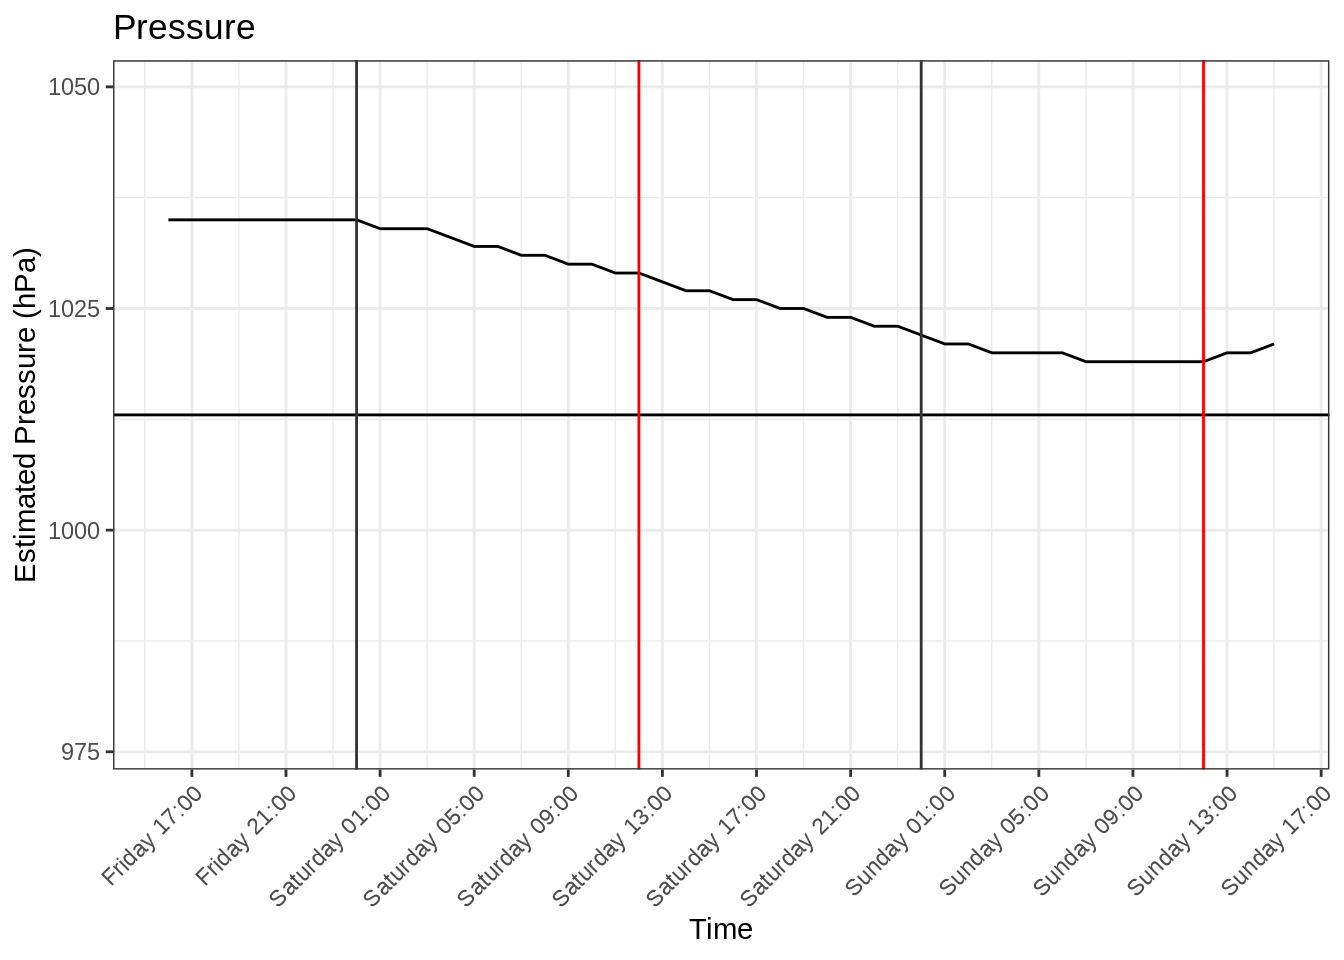 Pressure
Estimated Pressure (hPa)
1050
1025
1000
975
Friday 17:00
Friday 21:00
Saturday 01:00
Saturday 05:00
Saturday 09:00
Saturday 13:00
Saturday 17:00
Saturday 21:00
Sunday 01:00
Sunday 05:00
Sunday 09:00
Sunday 13:00
Sunday 17:00
Time